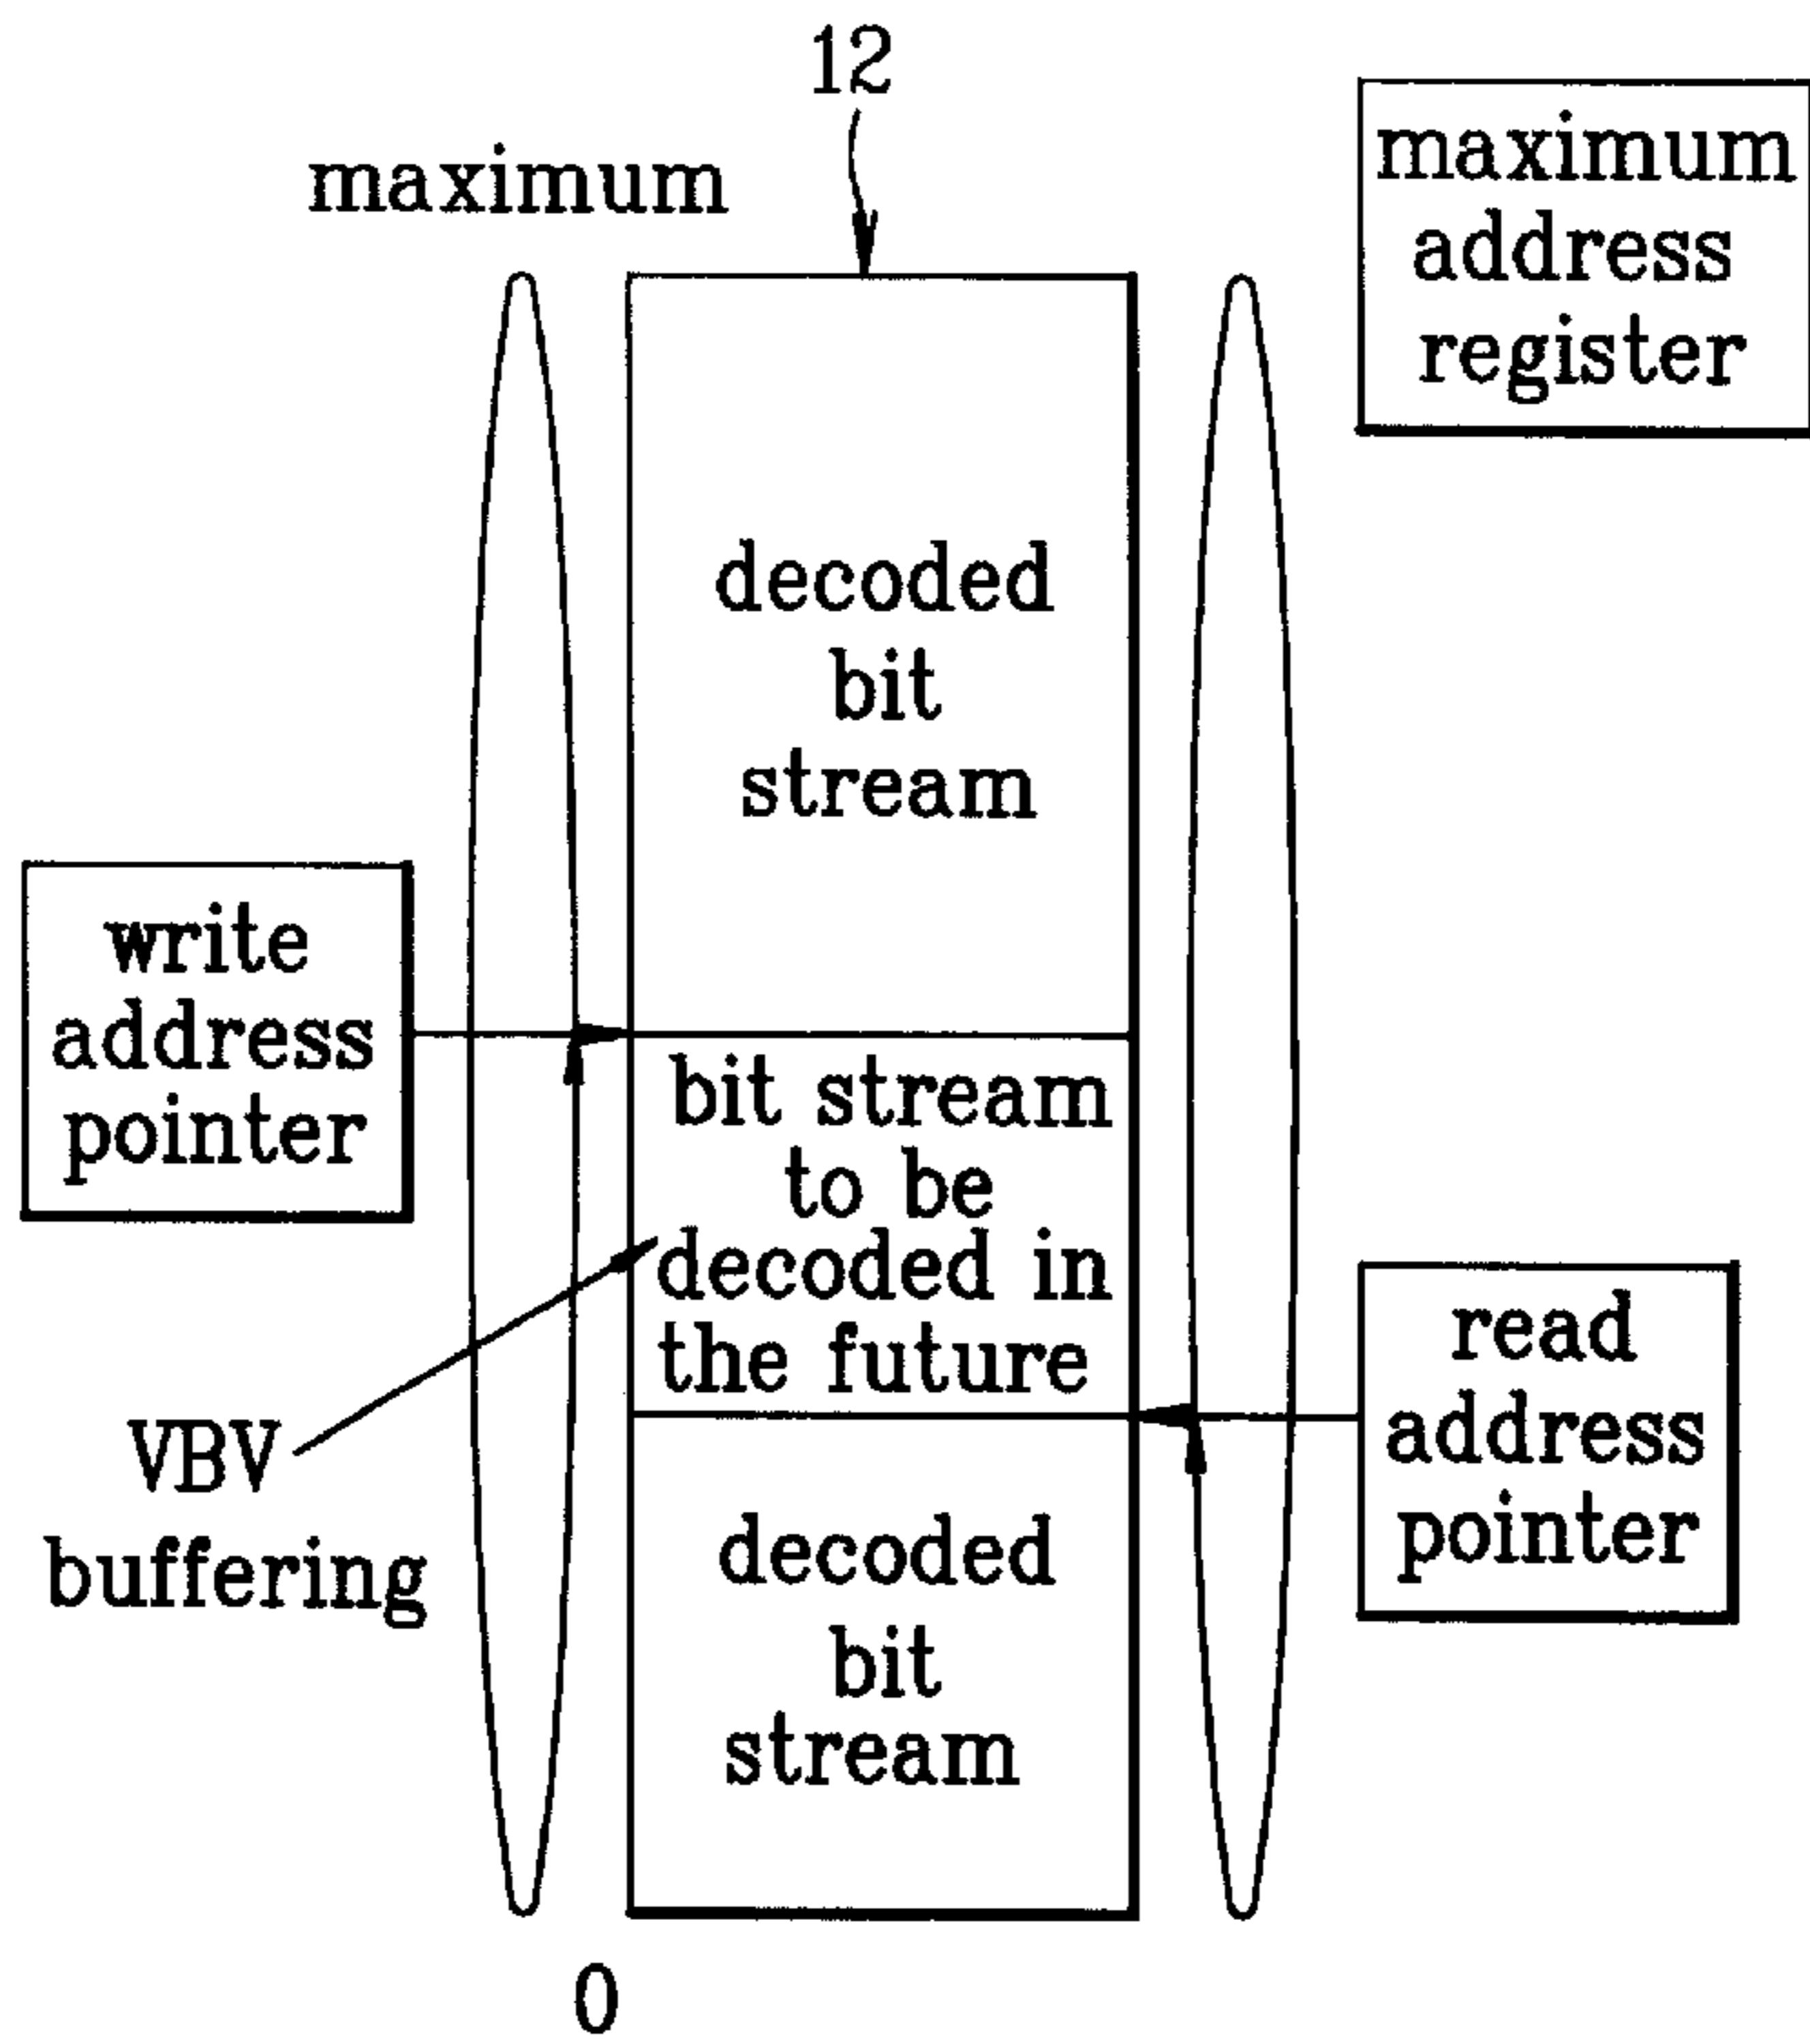 12
maximum
maximum
address
register
decoded
bit
stream
write
address
pointer
bit stream
to be
decoded in
the future
read
address
pointer
VBV
buffering
decoded
bit
stream
0